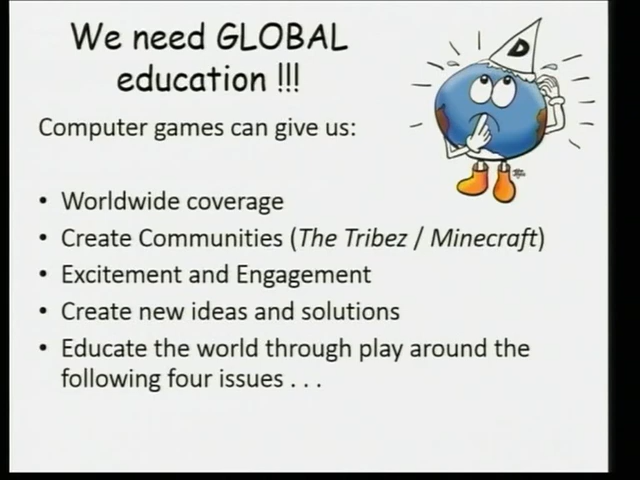 We need GLOBAL
education !!!
D
Computer games can give us:
• Worldwide coverage
• Create Communities (The Tribez / Minecraft)
• Excitement and Engagement
• Create new ideas and solutions
• Educate the world through play around the
following four issues . . .